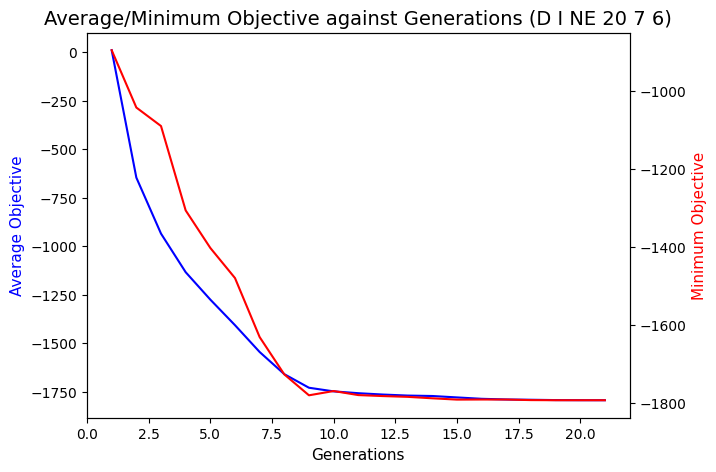 Average/Minimum Objective against Generations (D I NE 20 7 6)
0
−250
−500
−750
−1000
−1250
−1500
−1750
Average Objective
−1000
−1200
−1400
−1600
−1800
Minimum Objective
0.0 2.5 5.0 7.5 10.0 12.5 15.0 17.5 20.0
Generations